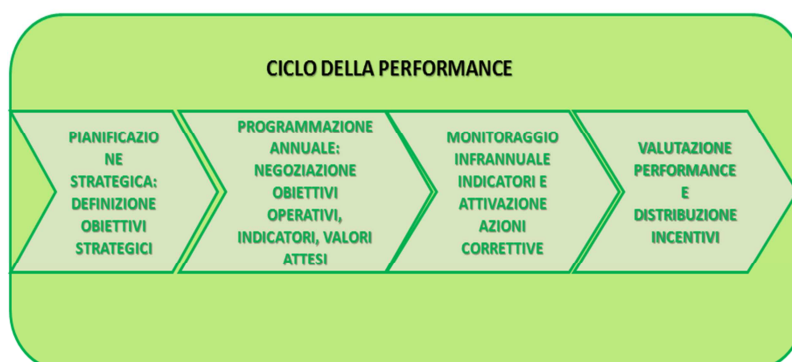 CICLO DELLA PERFORMANCE
PIANIFICAZIO
NE
STRATEGICA:
DEFINIZIONE
OBIETTIVI
STRATEGICI
PROGRAMMAZIONE
ANNUALE:
NEGOZIAZIONE
OBIETTIVI
OPERATIVI,
INDICATORI, VALORI
ATTESI
MONITORAGGIO
INFRANNUALE
INDICATORI E
ATTIVAZIONE
AZIONI
CORRETTIVE
VALUTAZIONE
PERFORMANCE
E
DISTRIBUZIONE
INCENTIVI